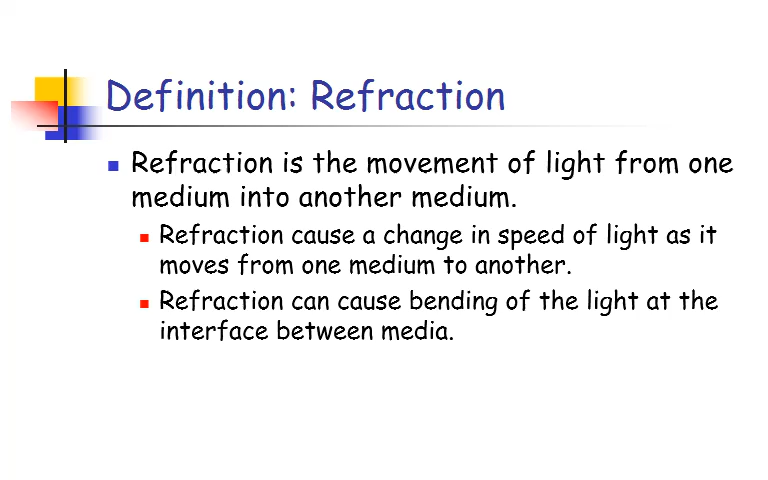 Definition: Refraction
Refraction is the movement of light from one
medium into another medium.
Refraction cause a change in speed of light as it
moves from one medium to another.
Refraction can cause bending of the light at the
interface between media.